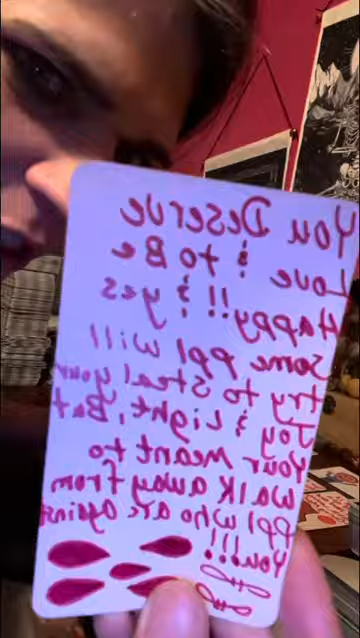 You Deserve
Love & to Be
Happy!! & yes
Some ppl will
try to steal your
Joy & Light, But
Your meant to
walk away from
ppl who are against
You!!!